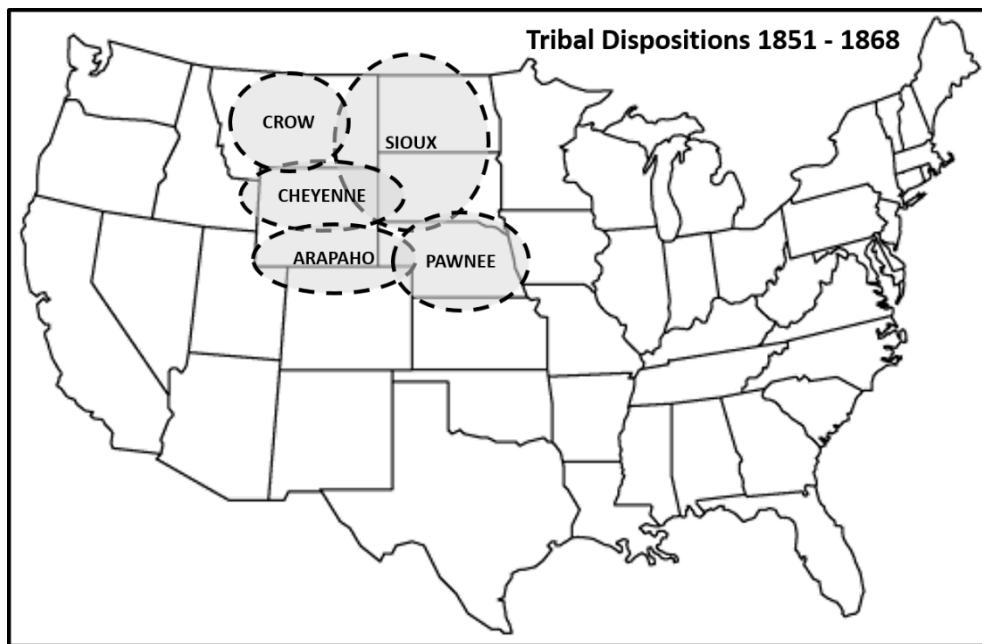 Tribal Dispositions 1851 - 1868
CROW
SIOUX
CHEYENNE
ARAPAHO
PAWNEE